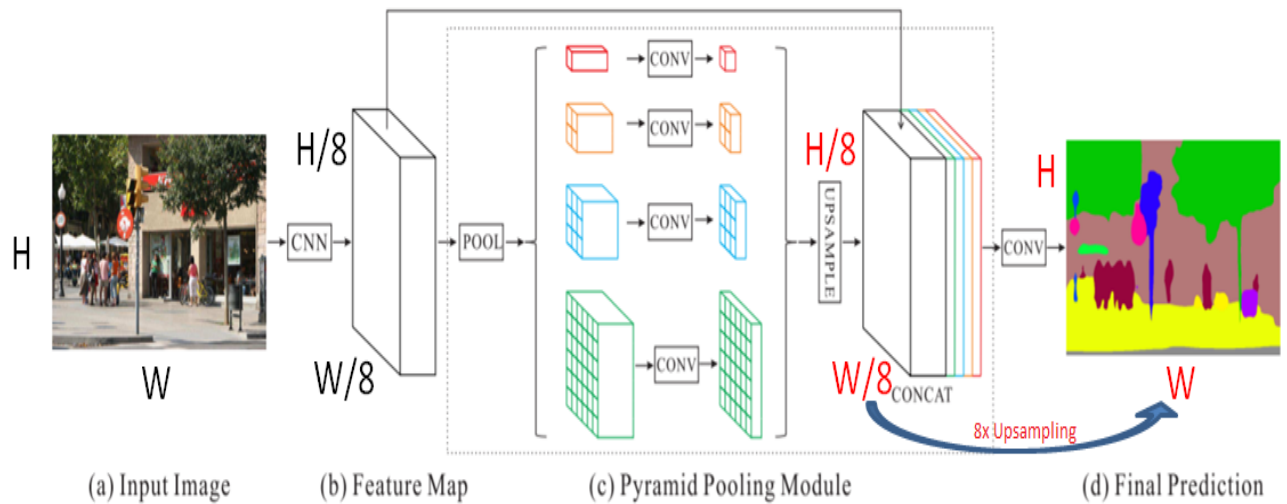 H
W
CNN
H/8
W/8
POOL
CONV
CONV
CONV
CONV
UPSAMPLE
H/8
W/8
CONCAT
CONV
H
W
8x Upsampling
(a) Input Image
(b) Feature Map
(c) Pyramid Pooling Module
(d) Final Prediction